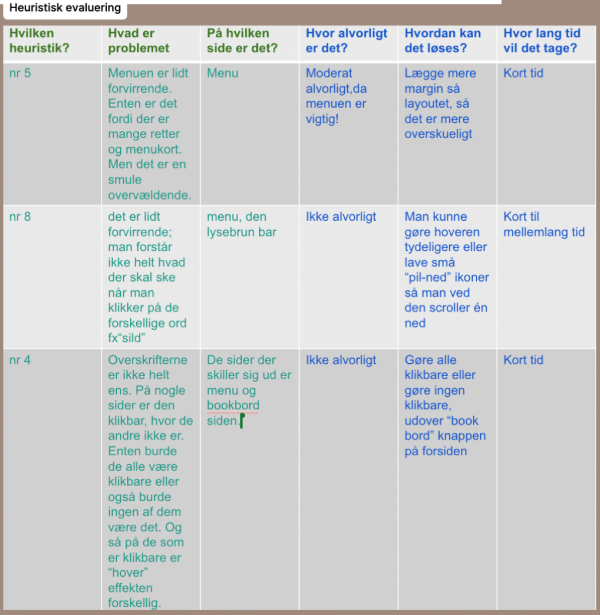 Heuristisk evaluering
Hvilken heuristik?
Hvad er problemet
På hvilken side er det?
Hvor alvorligt er det?
Hvordan kan det løses?
Hvor lang tid vil det tage?
nr 5
Menuen er lidt
forvirrende.
Enten er det
fordi der er
mange retter
og menukort.
Men det er en
smule
overvældende.
Menu
Moderat
alvorligt,da
menuen er
vigtig!
Lægge mere
margin så
layoutet, så
det er mere
overskueligt
Kort tid
nr 8
det er lidt
forvirrende;
man forstår
ikke helt hvad
der skal ske
når man
klikker på de
forskellige ord
fx“sild”
menu, den
lysebrun bar
Ikke alvorligt
Man kunne
gøre hoveren
tydeligere eller
lave små
“pil-ned” ikoner
så man ved
den scroller én
ned
Kort til
mellemlang tid
nr 4
Overskrifterne
er ikke helt
ens. På nogle
sider er den
klikbar, hvor de
andre ikke er.
Enten burde
de alle være
klikbare eller
også burde
ingen af dem
være det. Og
så på de som
er klikbare er
“hover”
effekten
forskellig.
De sider der
skiller sig ud er
menu og
bookbord
siden.
Ikke alvorligt
Gøre alle
klikbare eller
gøre ingen
klikbare,
udover “book
bord” knappen
på forsiden
Kort tid